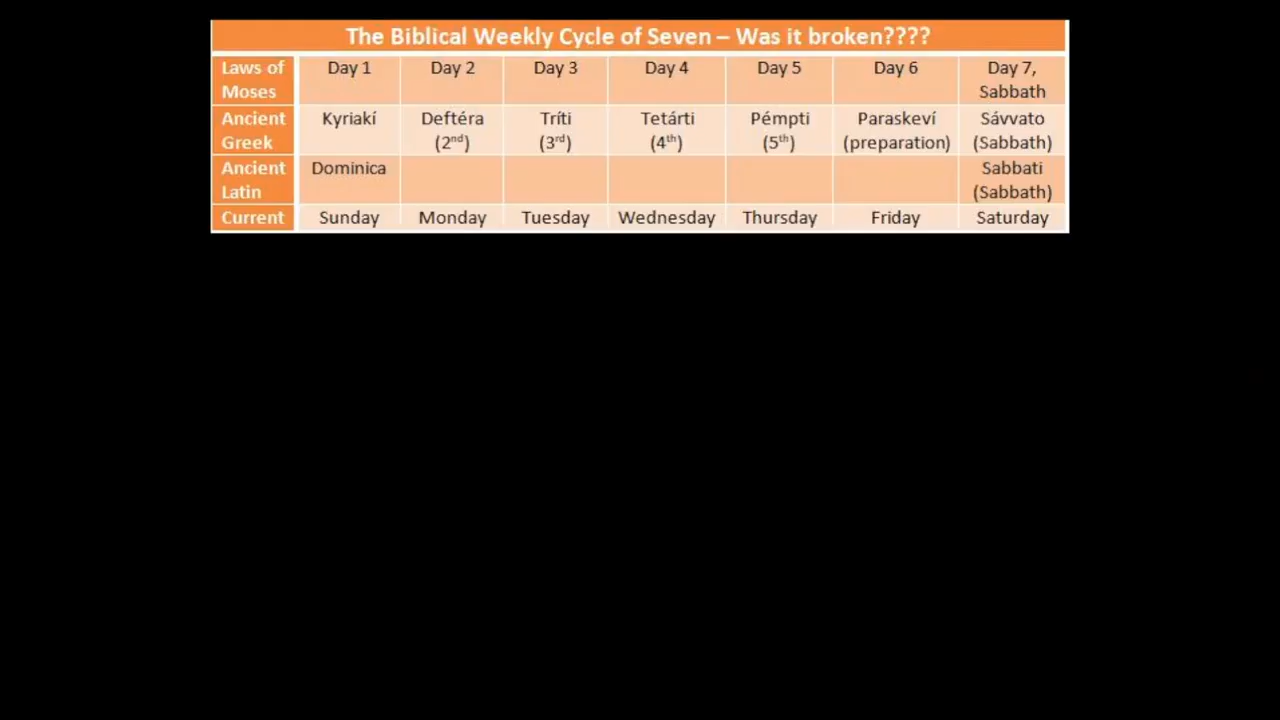 The Biblical Weekly Cycle of Seven – Was it broken????
Laws of Moses Day 1 Day 2 Day 3 Day 4 Day 5 Day 6 Day 7, Sabbath
Ancient Greek Kyriakí Deftéra (2nd) Tríti (3rd) Tetárti (4th) Pémpti (5th) Paraskeví (preparation) Sávvato (Sabbath)
Ancient Latin Dominica Sabbati (Sabbath)
Current Sunday Monday Tuesday Wednesday Thursday Friday Saturday